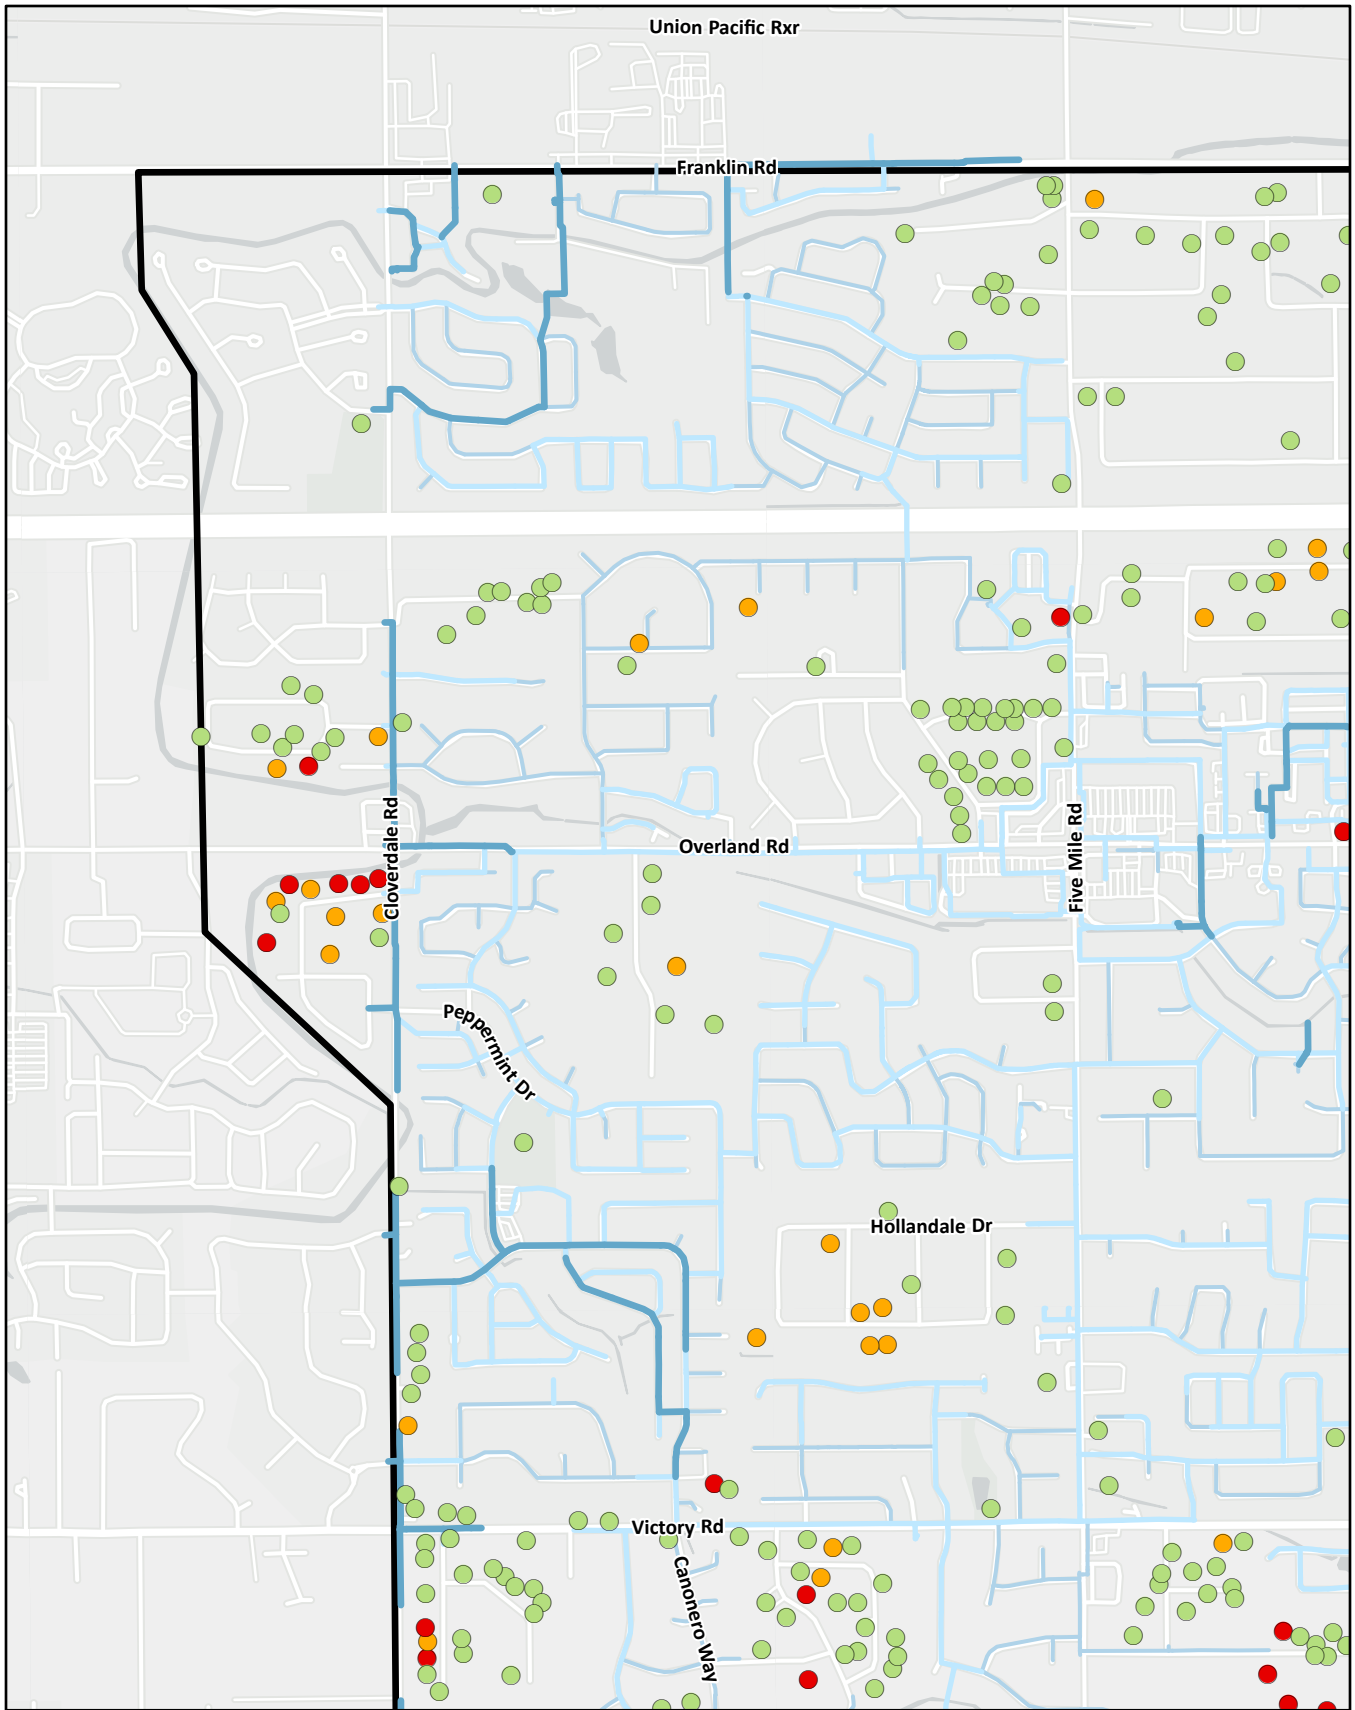 Union Pacific Rxr
Franklin Rd
Cloverdale Rd
Overland Rd
Five Mile Rd
Peppermint Dr
Hollandale Dr
Victory Rd
Canonero Way